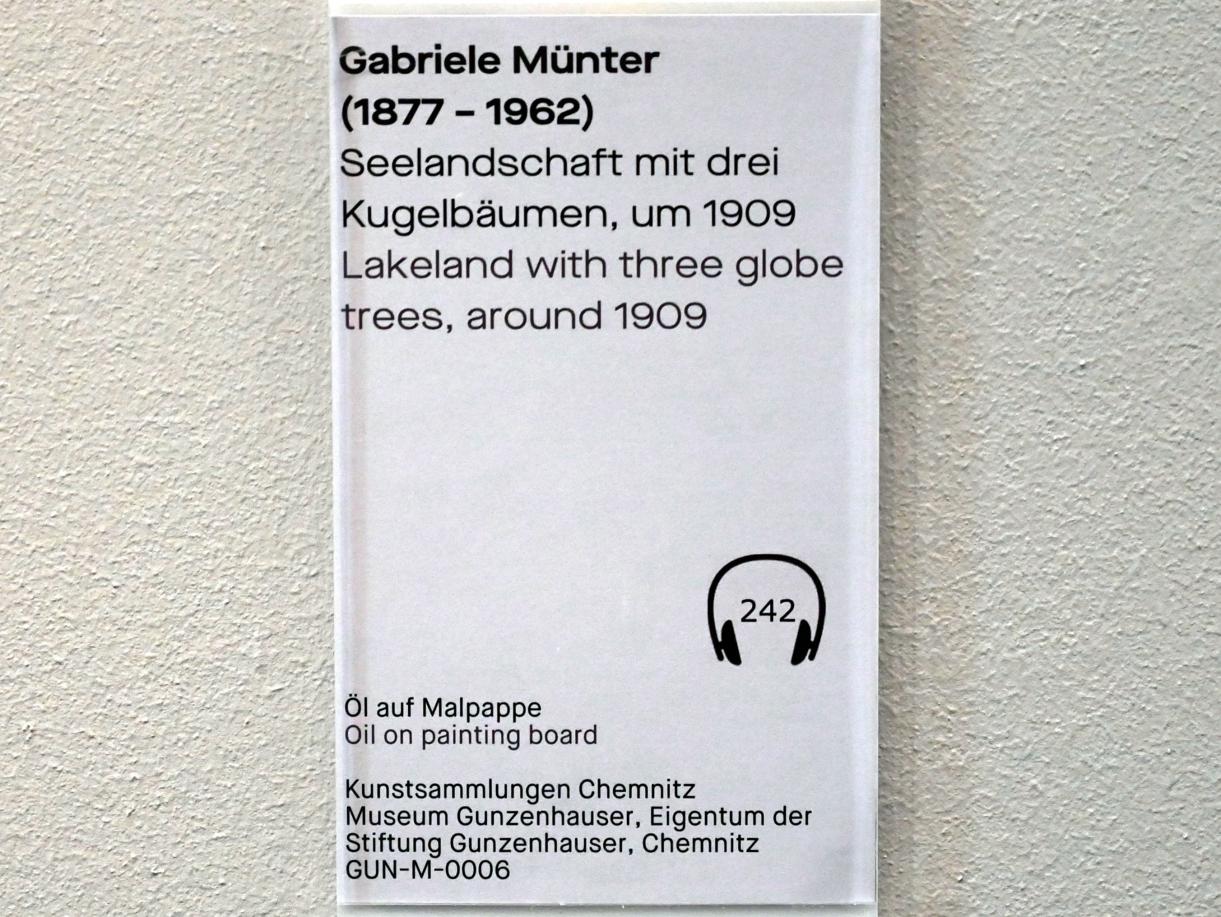 Gabriele Münter
(1877 – 1962)
Seelandschaft mit drei
Kugelbäumen, um 1909
Lakeland with three globe
trees, around 1909
242
Öl auf Malpappe
Oil on painting board
Kunstsammlungen Chemnitz
Museum Gunzenhauser, Eigentum der
Stiftung Gunzenhauser, Chemnitz
GUN-M-0006